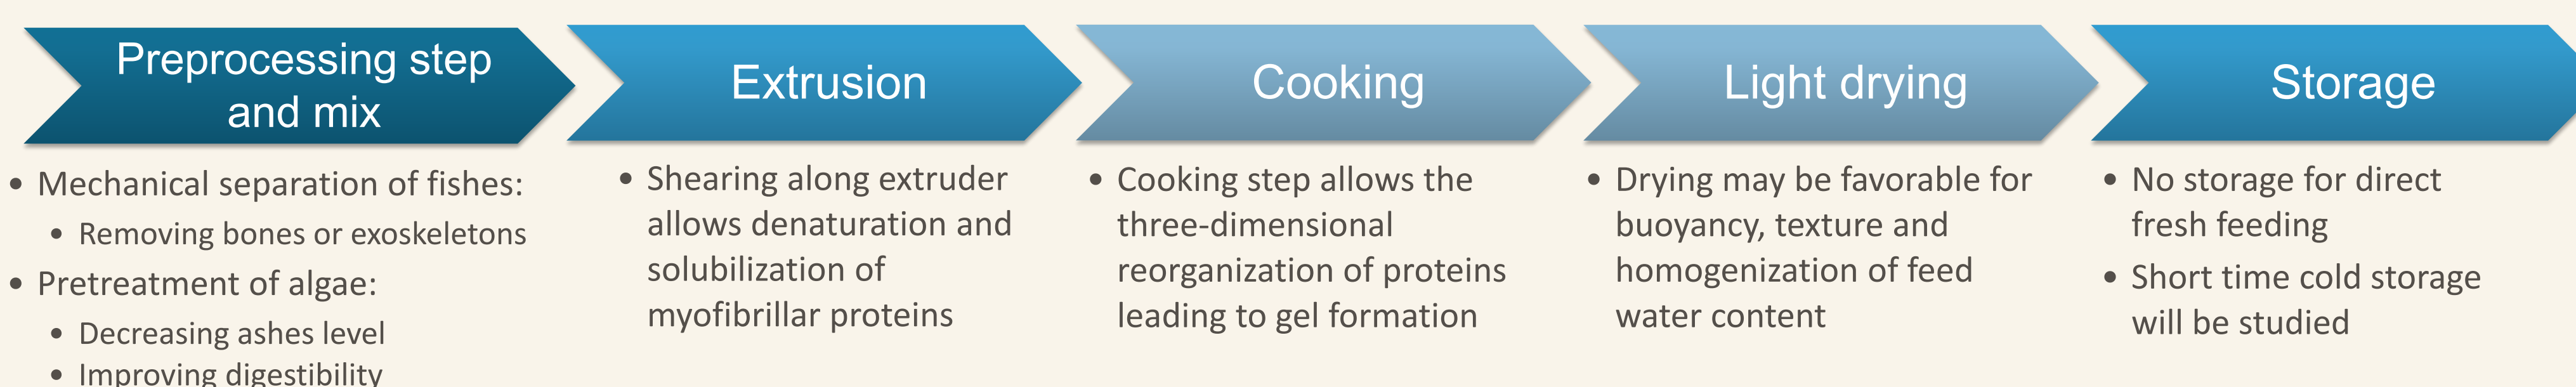 Preprocessing step
and mix
• Mechanical separation of fishes:
• Removing bones or exoskeletons
• Pretreatment of algae:
• Decreasing ashes level
• Improving digestibility
Extrusion
• Shearing along extruder
allows denaturation and
solubilization of
myofibrillar proteins
Cooking
• Cooking step allows the
three-dimensional
reorganization of proteins
leading to gel formation
Light drying
• Drying may be favorable for
buoyancy, texture and
homogenization of feed
water content
Storage
• No storage for direct
fresh feeding
• Short time cold storage
will be studied